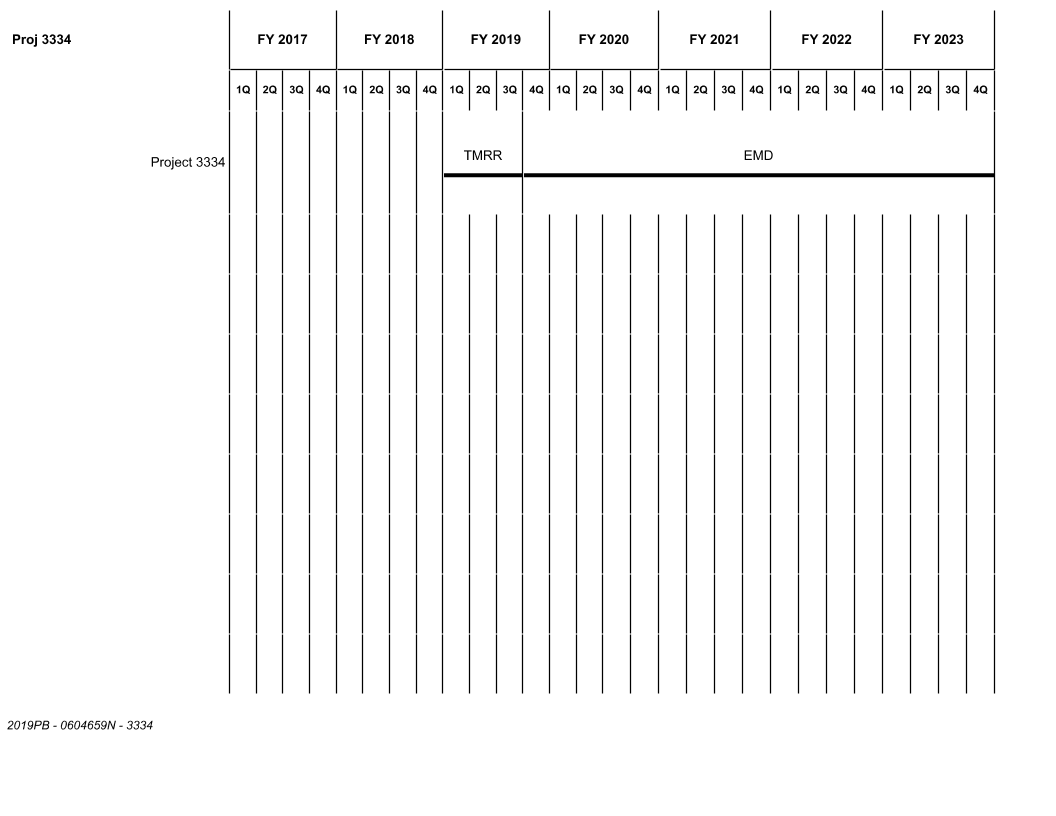 Proj 3334 FY 2017 FY 2018 FY 2019 FY 2020 FY 2021 FY 2022 FY 2023
1Q 2Q 3Q 4Q 1Q 2Q 3Q 4Q 1Q 2Q 3Q 4Q 1Q 2Q 3Q 4Q 1Q 2Q 3Q 4Q 1Q 2Q 3Q 4Q 1Q 2Q 3Q 4Q
Project 3334 TMRR EMD
2019PB - 0604659N - 3334